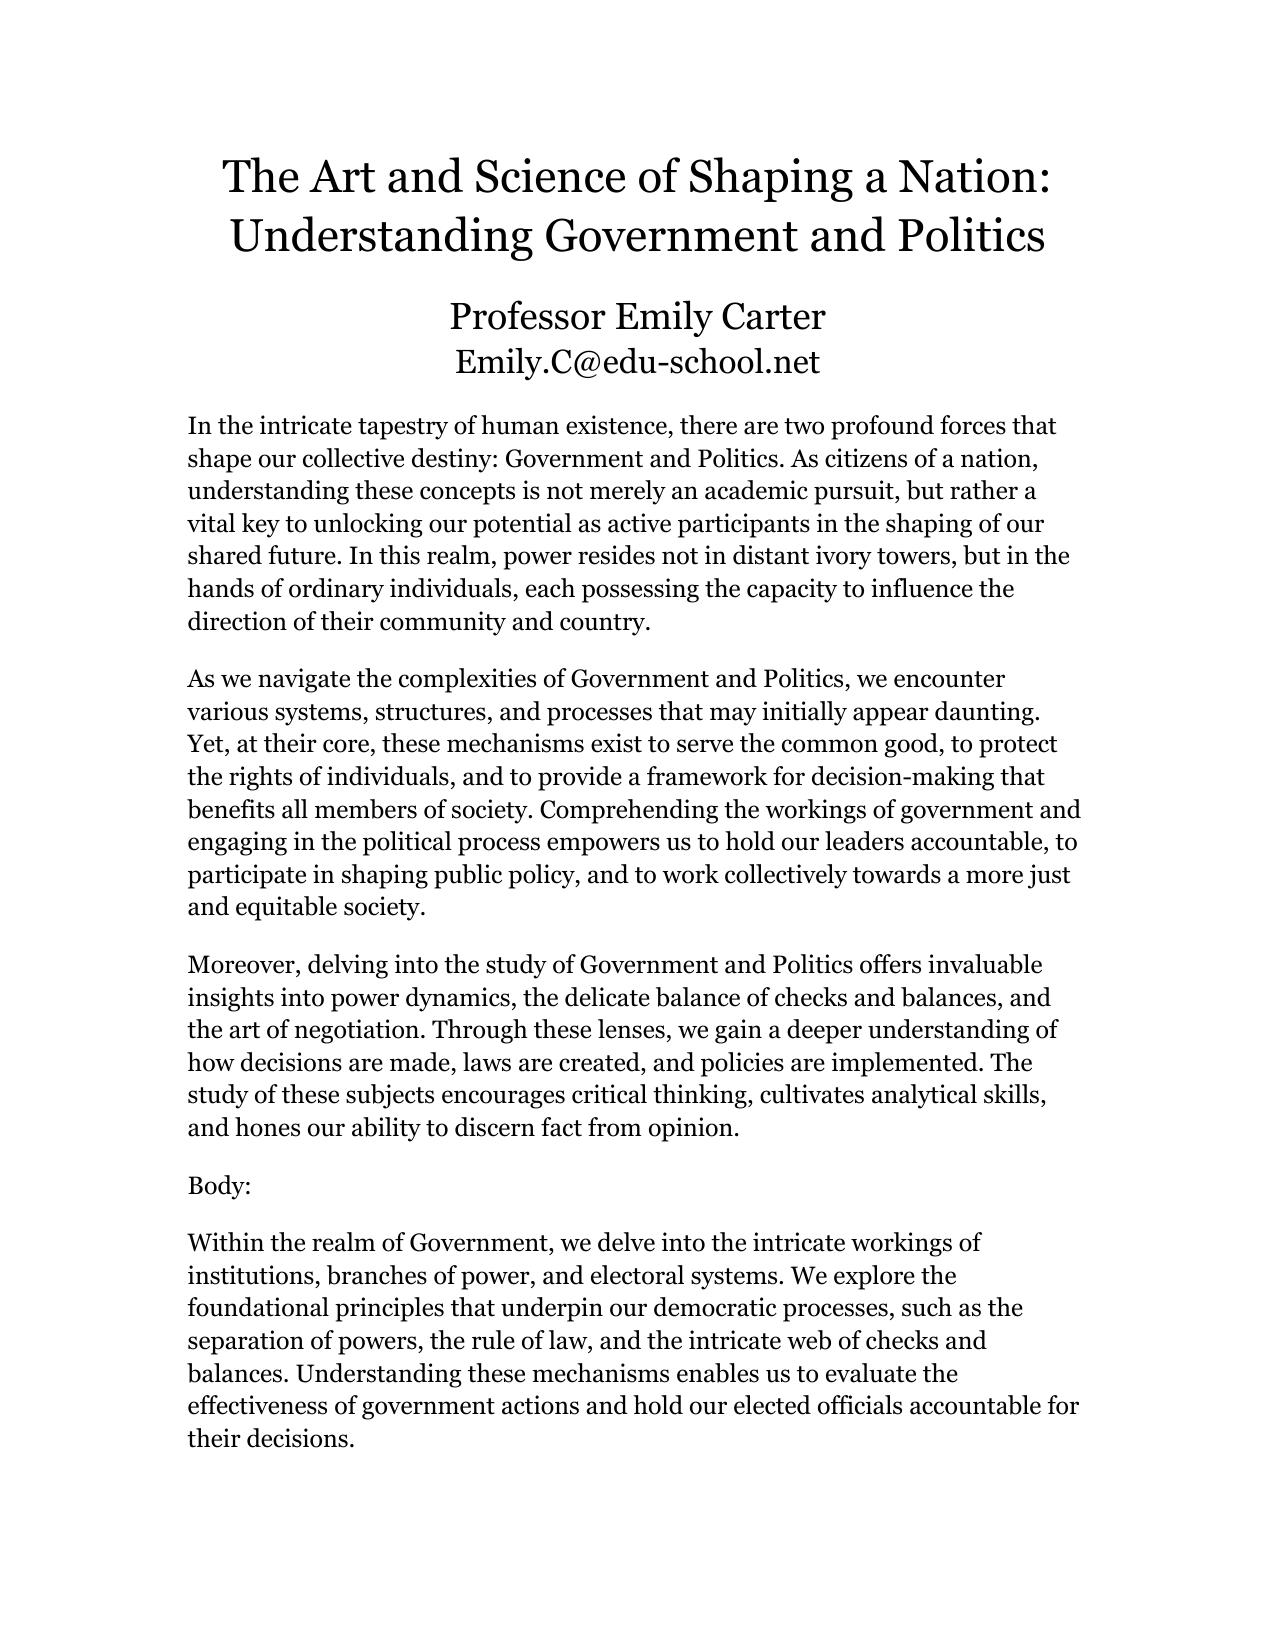 The Art and Science of Shaping a Nation:
Understanding Government and Politics
Professor Emily Carter
Emily.C@edu-school.net
In the intricate tapestry of human existence, there are two profound forces that
shape our collective destiny: Government and Politics. As citizens of a nation,
understanding these concepts is not merely an academic pursuit, but rather a
vital key to unlocking our potential as active participants in the shaping of our
shared future. In this realm, power resides not in distant ivory towers, but in the
hands of ordinary individuals, each possessing the capacity to influence the
direction of their community and country.
As we navigate the complexities of Government and Politics, we encounter
various systems, structures, and processes that may initially appear daunting.
Yet, at their core, these mechanisms exist to serve the common good, to protect
the rights of individuals, and to provide a framework for decision-making that
benefits all members of society. Comprehending the workings of government and
engaging in the political process empowers us to hold our leaders accountable, to
participate in shaping public policy, and to work collectively towards a more just
and equitable society.
Moreover, delving into the study of Government and Politics offers invaluable
insights into power dynamics, the delicate balance of checks and balances, and
the art of negotiation. Through these lenses, we gain a deeper understanding of
how decisions are made, laws are created, and policies are implemented. The
study of these subjects encourages critical thinking, cultivates analytical skills,
and hones our ability to discern fact from opinion.
Body:
Within the realm of Government, we delve into the intricate workings of
institutions, branches of power, and electoral systems. We explore the
foundational principles that underpin our democratic processes, such as the
separation of powers, the rule of law, and the intricate web of checks and
balances. Understanding these mechanisms enables us to evaluate the
effectiveness of government actions and hold our elected officials accountable for
their decisions.